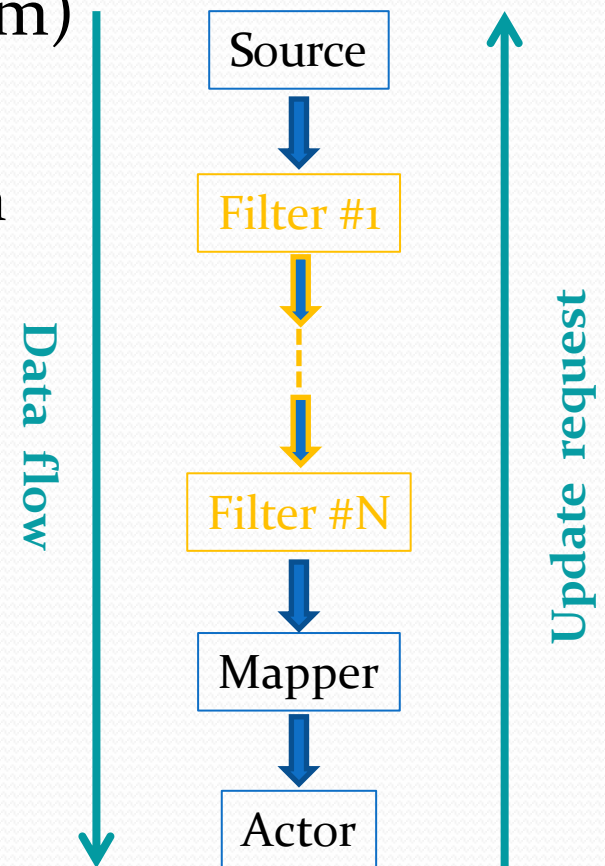 m)
Source
Filter #1
Data flow
Update request
Filter #N
Mapper
Actor